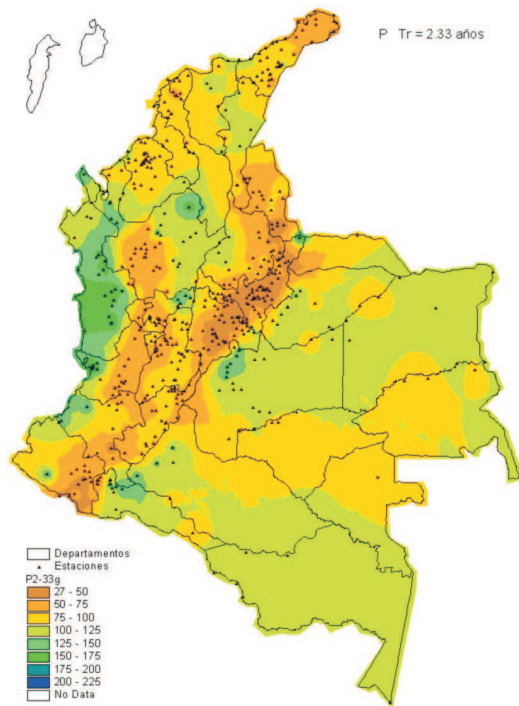 P Tr = 2.33 años
Departamentos
Estaciones
P2-33g
27 - 50
50 - 75
75 - 100
100 - 125
125 - 150
150 - 175
175 - 200
200 - 225
No Data